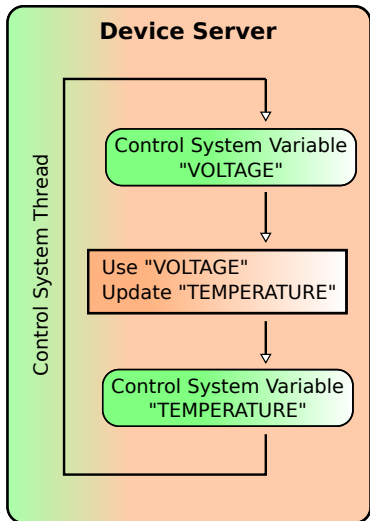 Device Server
Control System Thread
Control System Variable
"VOLTAGE"
Use "VOLTAGE"
Update "TEMPERATURE"
Control System Variable
"TEMPERATURE"